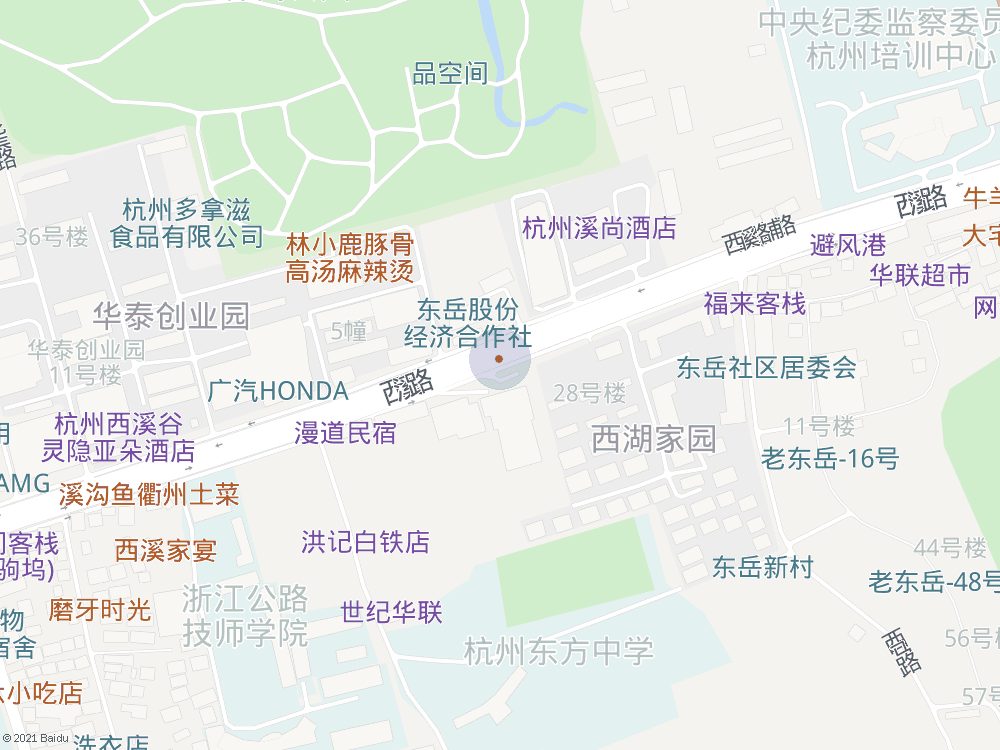 中央纪委监察委员
杭州培训中心
品空间
西溪路
牛羊
大宅
杭州多拿滋
食品有限公司
36号楼
杭州溪尚酒店
西溪路辅路
避风港
林小鹿豚骨
高汤麻辣烫
华联超市
网
福来客栈
华泰创业园
东岳股份
经济合作社
5幢
华泰创业园
11号楼
东岳社区居委会
广汽HONDA
西溪路
28号楼
杭州西溪谷
灵隐亚朵酒店
漫道民宿
11号楼
西湖家园
老东岳-16号
AMG
溪沟鱼衢州土菜
客栈
驹坞)
西溪家宴
洪记白铁店
44号楼
东岳新村
老东岳-48号
磨牙时光
浙江公路
技师学院
世纪华联
物
宿舍
杭州东方中学
56号楼
小吃店
57号
洗衣店
© 2021 Baidu